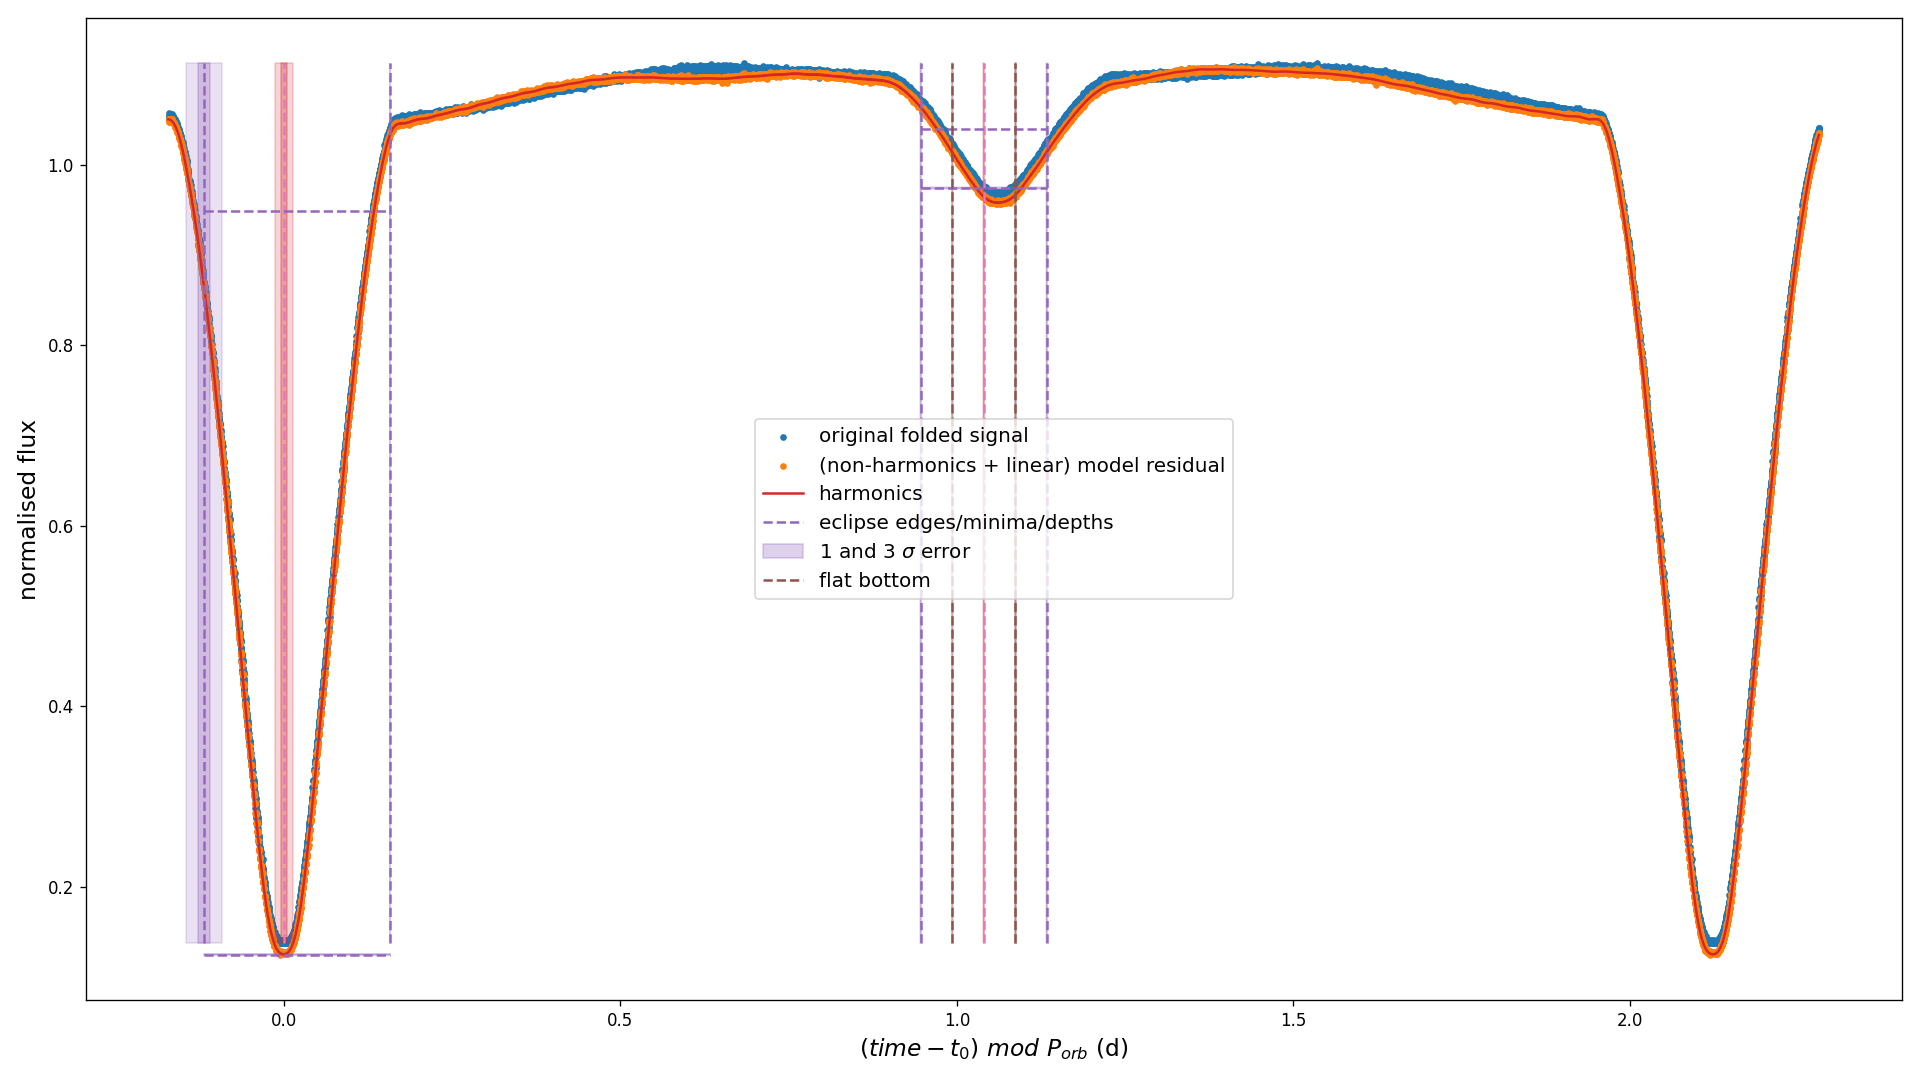 normalised flux
1.0
0.8
0.6
0.4
0.2
original folded signal
(non-harmonics + linear) model residual
harmonics
eclipse edges/minima/depths
1 and 3 σ error
flat bottom
0.0 0.5 1.0 1.5 2.0
(time − t₀) mod Pₒᵣb (d)